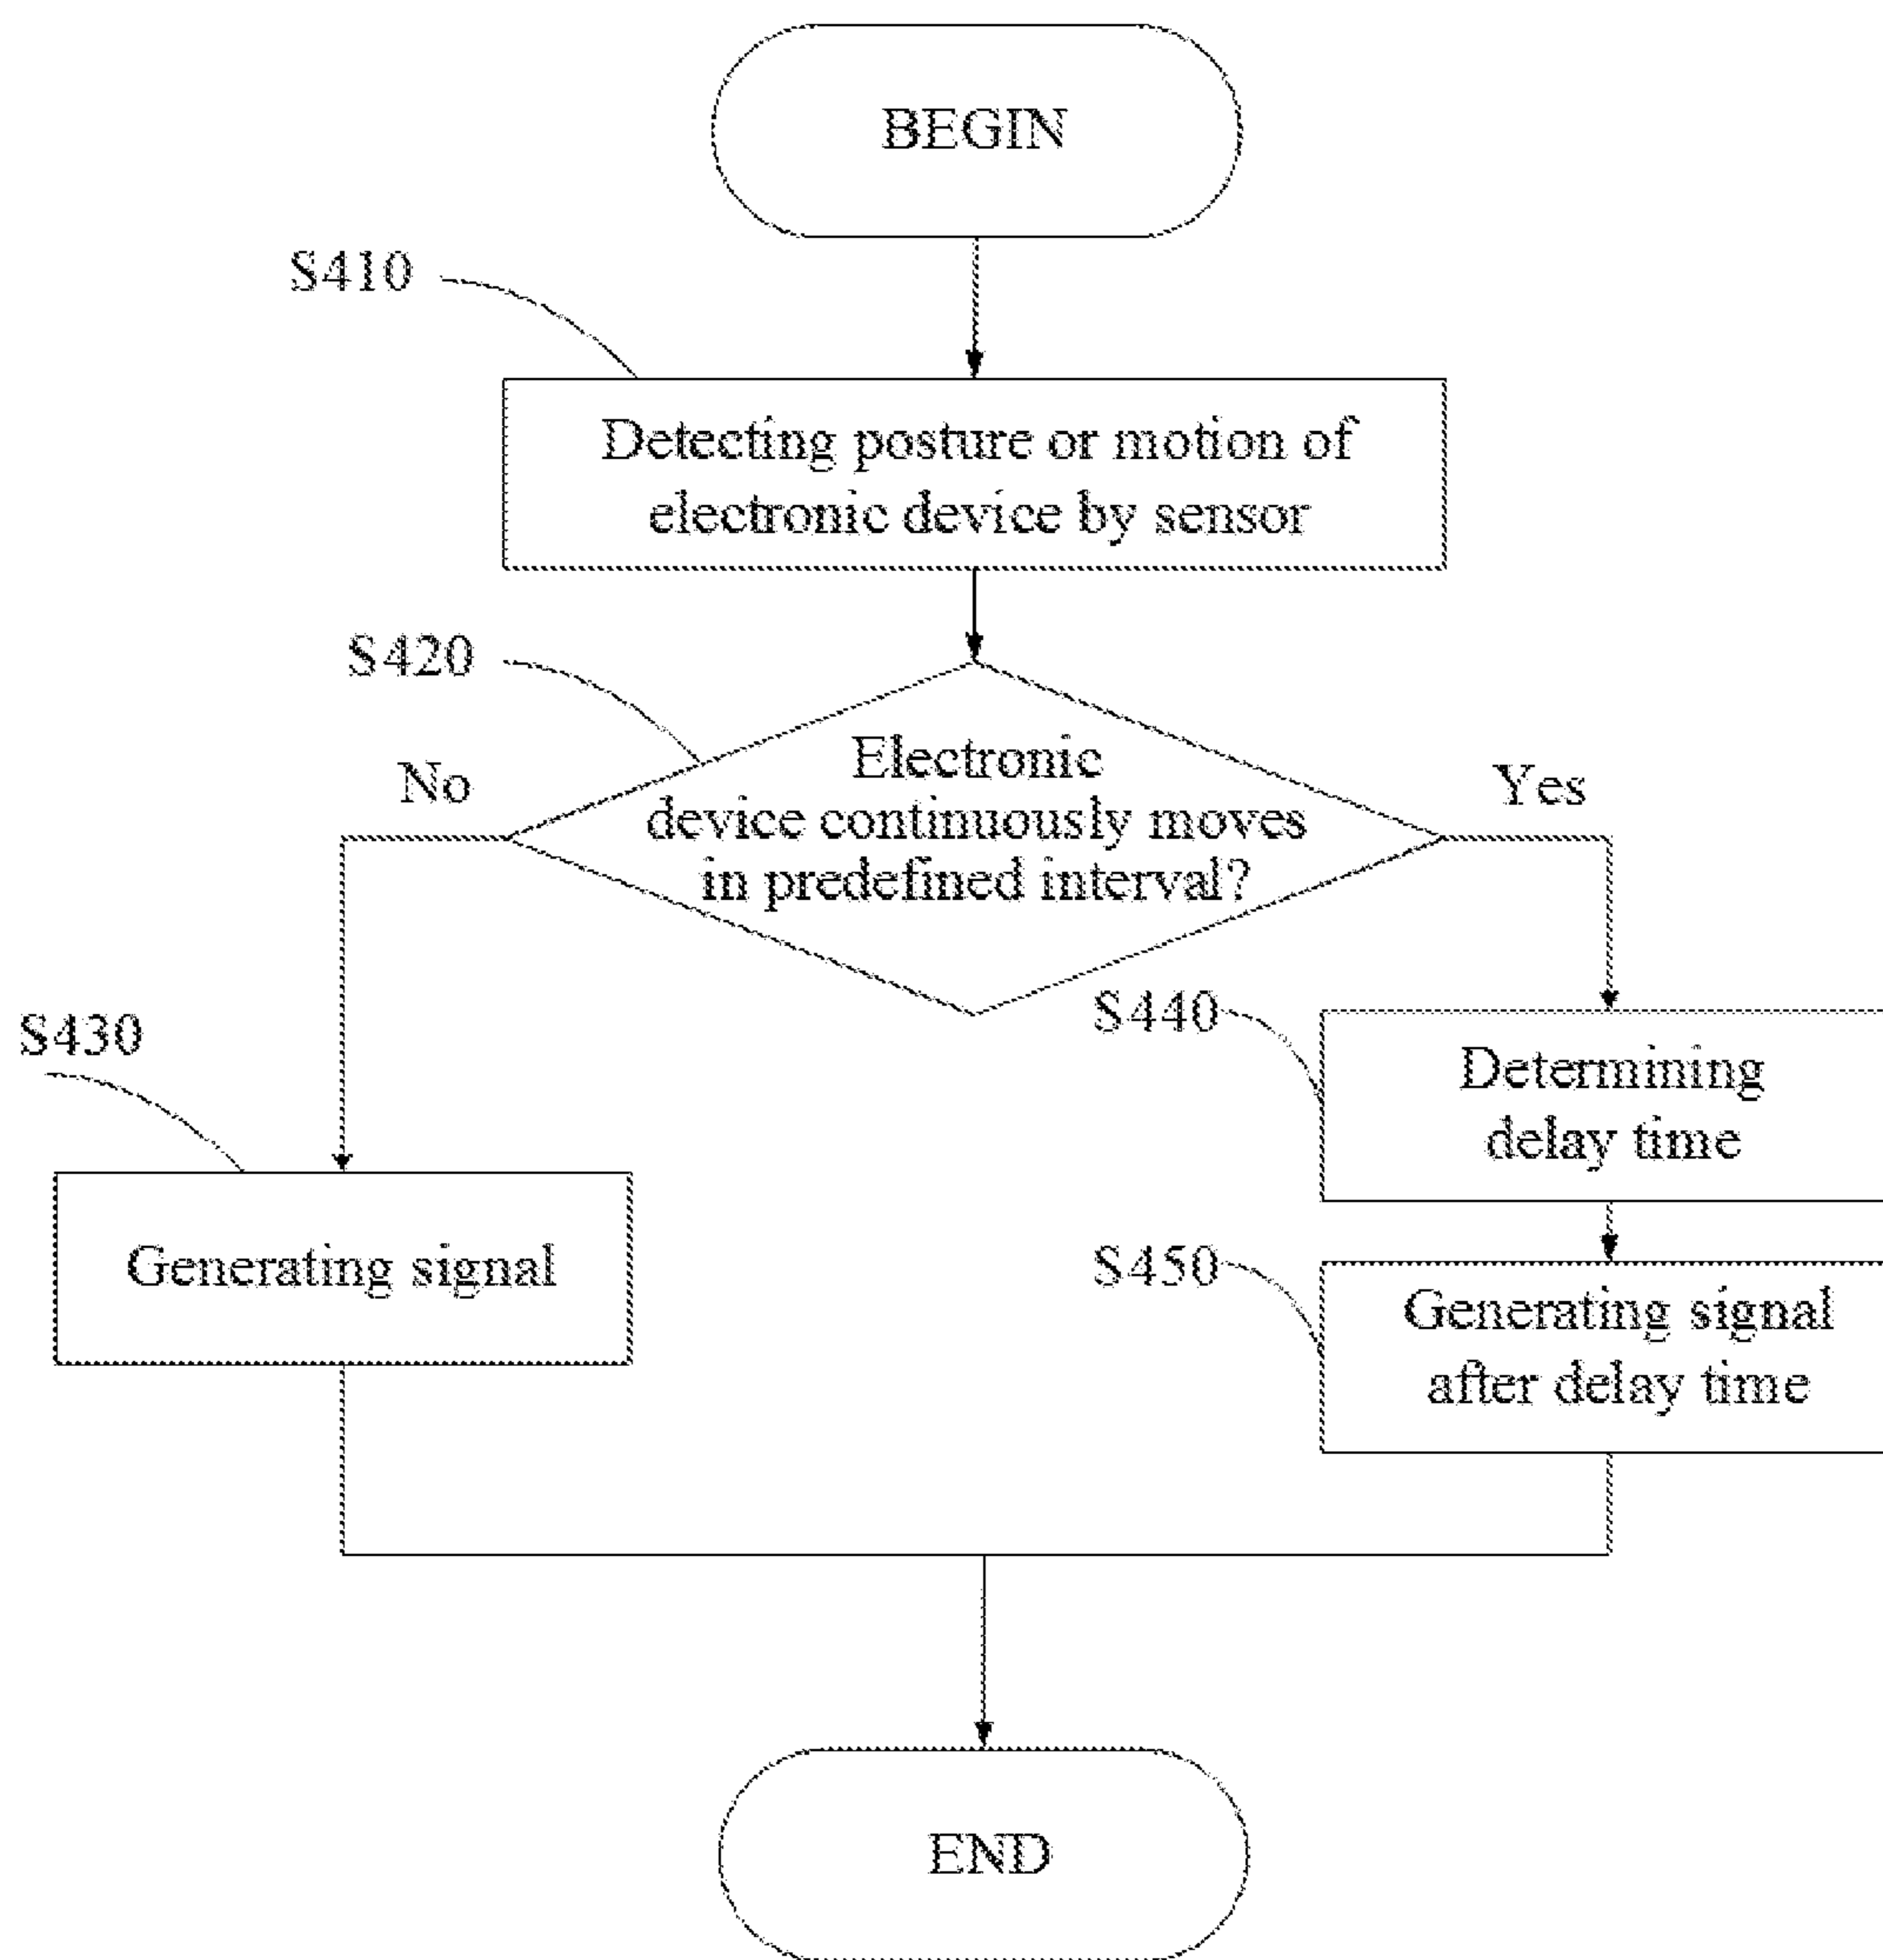 BEGIN
S410
Detecting posture or motion of
electronic device by sensor
S420
No
Electronic
device continuously moves
in predefined interval?
Yes
S430
Generating signal
S440
Determining
delay time
S450
Generating signal
after delay time
END